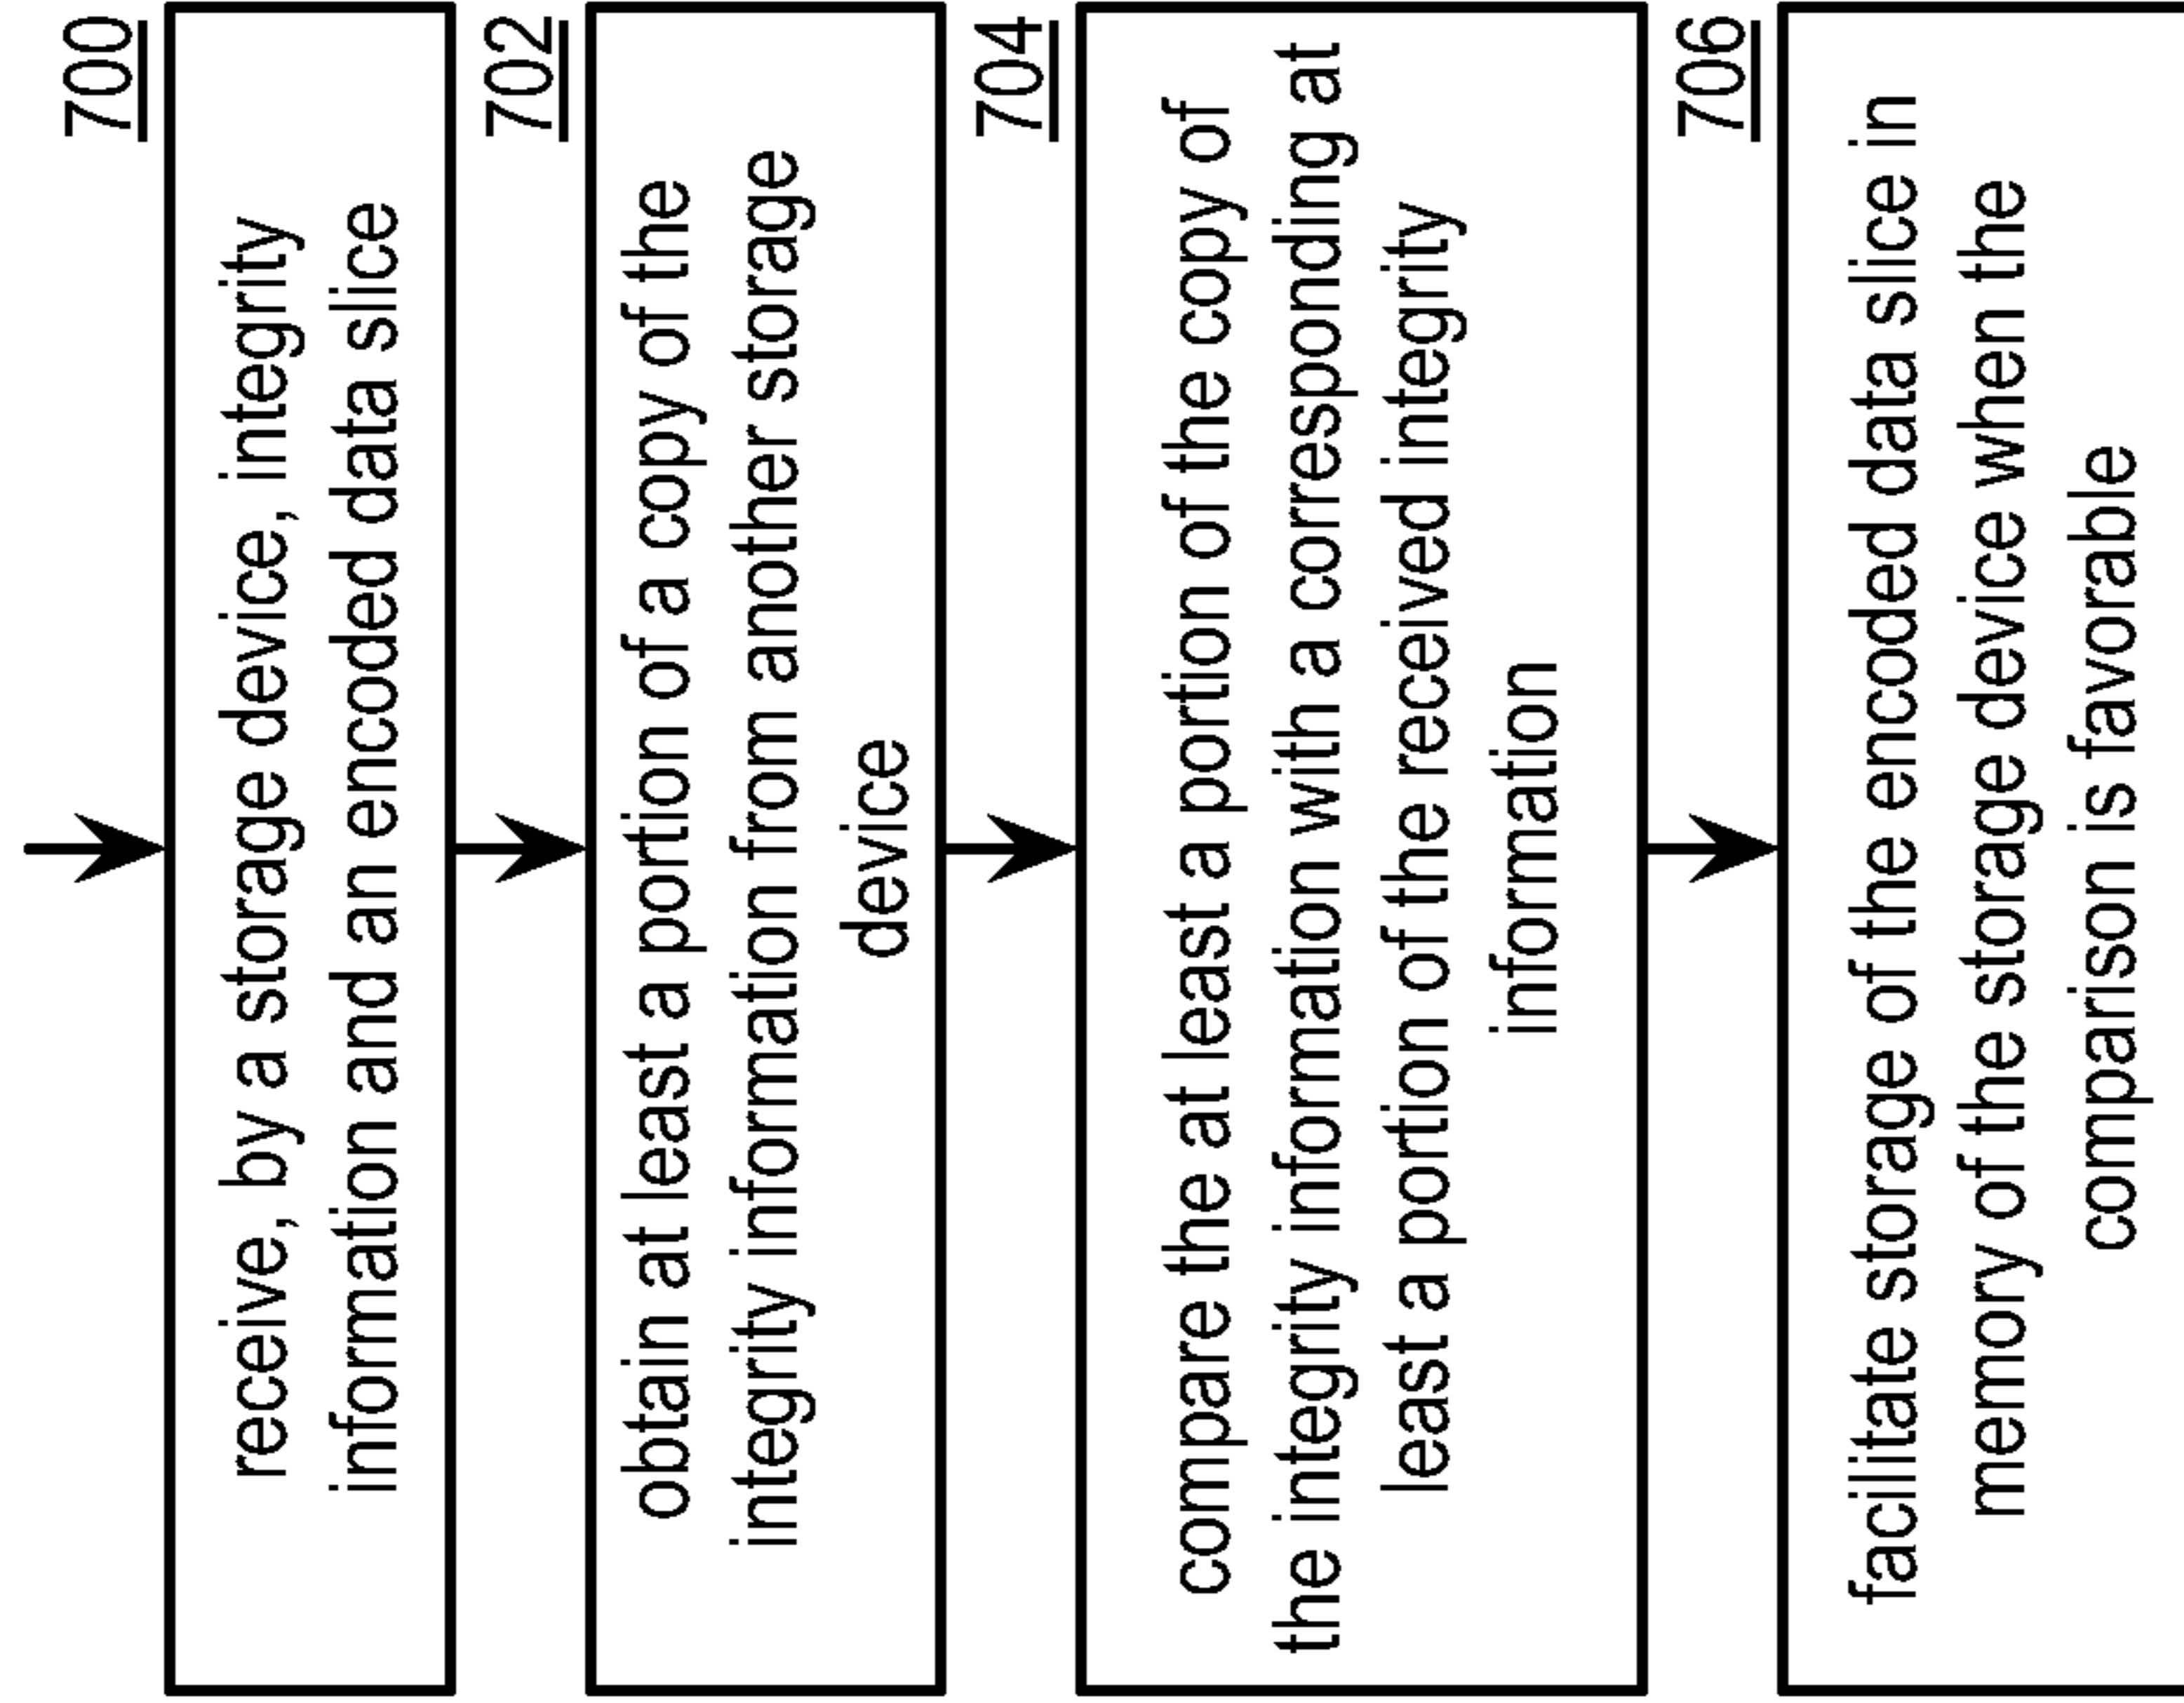 700
receive, by a storage device, integrity
information and an encoded data slice
702
obtain at least a portion of a copy of the
integrity information from another storage
device
704
compare the at least a portion of the copy of
the integrity information with a corresponding at
least a portion of the received integrity
information
706
facilitate storage of the encoded data slice in
memory of the storage device when the
comparison is favorable